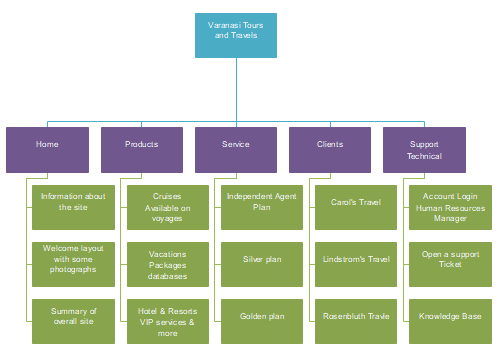 Varanasi Tours
and Travels
Home
Products
Service
Clients
Support
Technical
Information about
the site
Cruises
Available on
voyages
Independent Agent
Plan
Carol's Travel
Account Login
Human Resources
Manager
Welcome layout
with some
photographs
Vacations
Packages
databases
Silver plan
Lindstrom's Travel
Open a support
Ticket
Summary of
overall site
Hotel & Resorts
VIP services &
more
Golden plan
Rosenbluth Travle
Knowledge Base